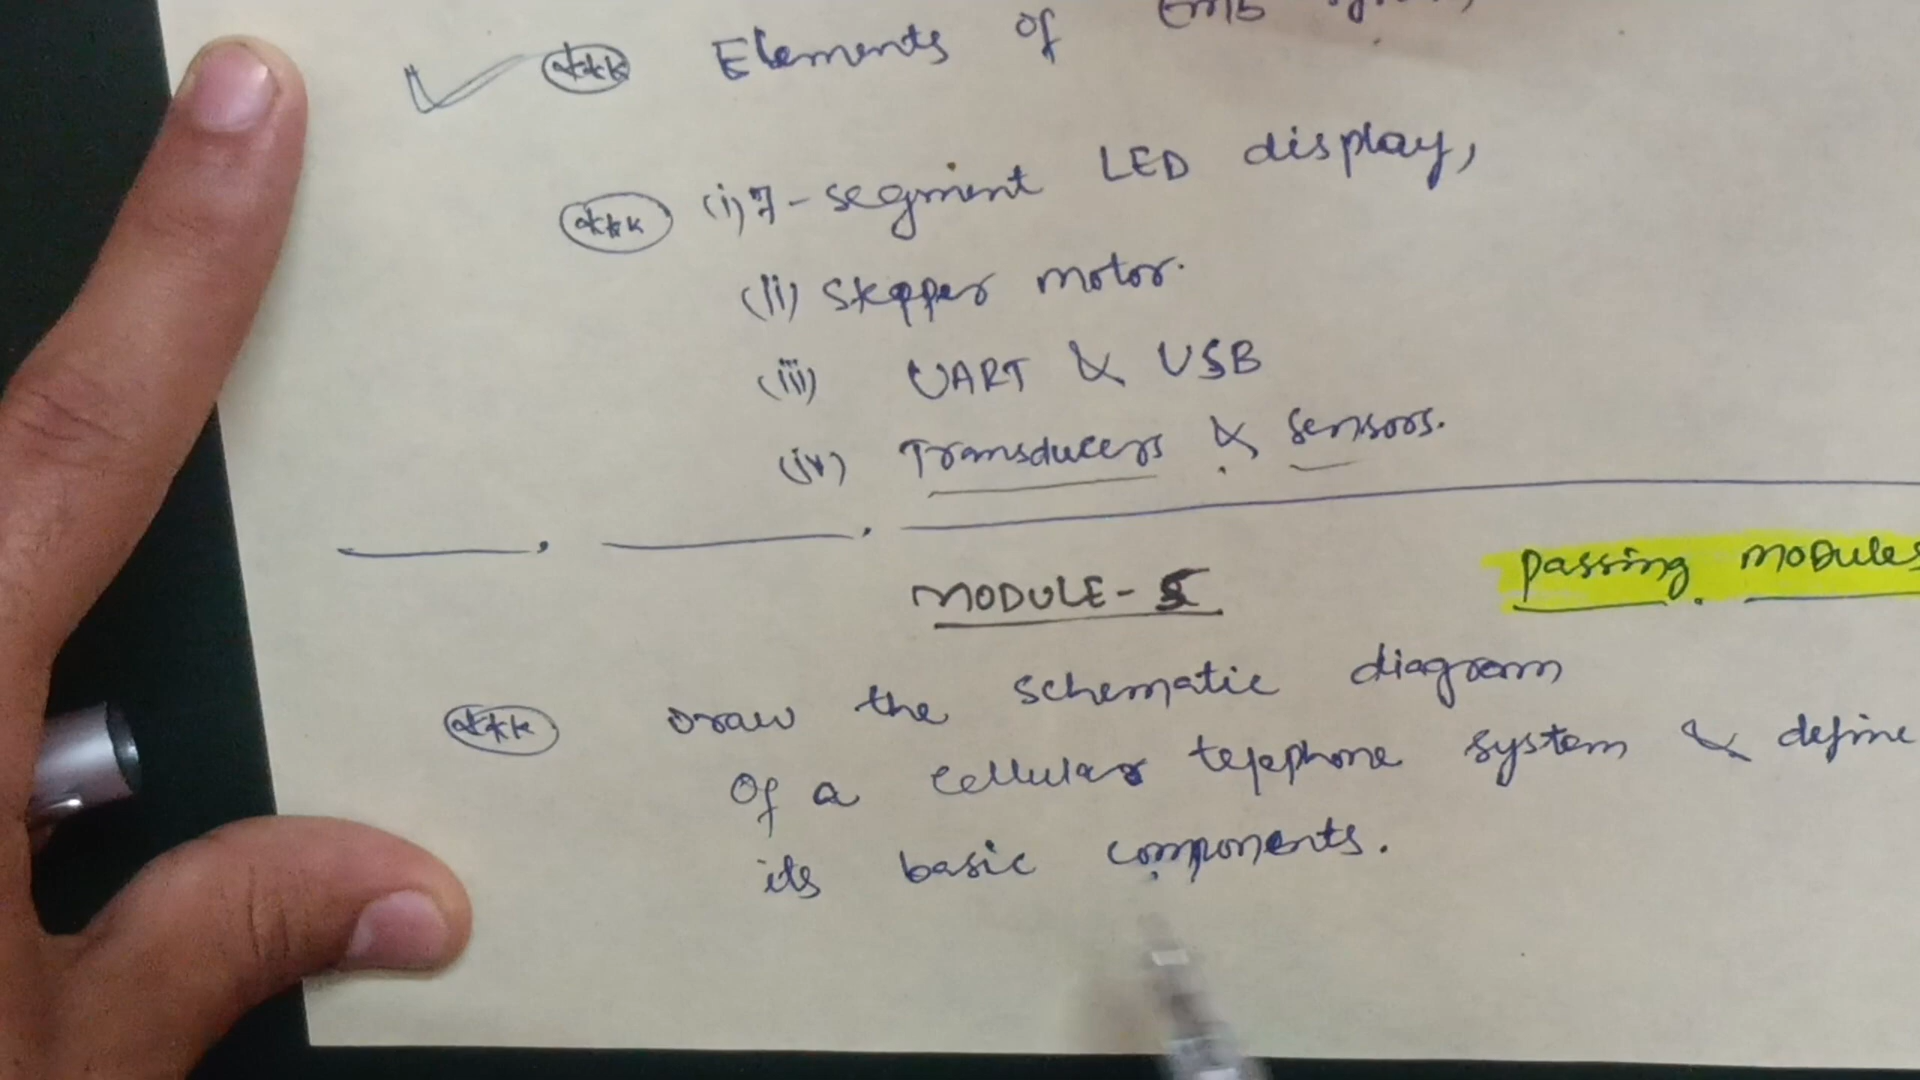 *** Elements of Emb
*** (i) 7-segment LED display,
(ii) Stepper motor.
(iii) UART & USB
(iv) Transducers & Sensors.
MODULE-5
Passing MODULES
*** Draw the schematic diagram
of a cellular telephone system & define
its basic components.